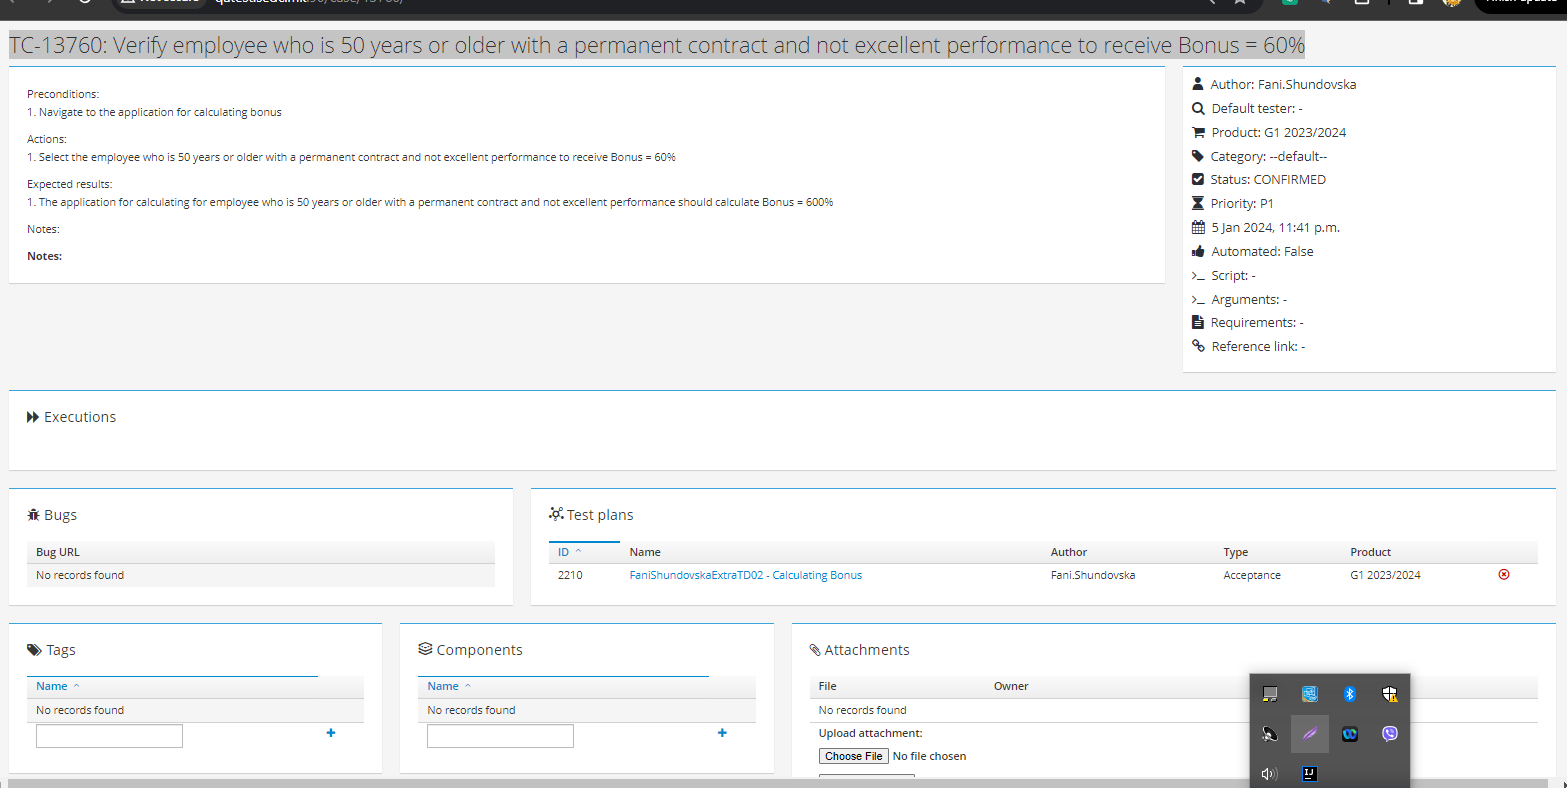 TC-13760: Verify employee who is 50 years or older with a permanent contract and not excellent performance to receive Bonus = 60%
Preconditions:
1. Navigate to the application for calculating bonus
Actions:
1. Select the employee who is 50 years or older with a permanent contract and not excellent performance to receive Bonus = 60%
Expected results:
1. The application for calculating for employee who is 50 years or older with a permanent contract and not excellent performance should calculate Bonus = 600%
Notes:
Notes:
Author: Fani.Shundovska
Default tester: -
Product: G1 2023/2024
Category: --default--
Status: CONFIRMED
Priority: P1
5 Jan 2024, 11:41 p.m.
Automated: False
Script: -
Arguments: -
Requirements: -
Reference link: -
Executions
Bugs
Bug URL
No records found
Test plans
ID Name Author Type Product
2210 FaniShundovskaExtraTD02 - Calculating Bonus Fani.Shundovska Acceptance G1 2023/2024
Tags
Name
No records found
Components
Name
No records found
Attachments
File Owner
No records found
Upload attachment:
Choose File No file chosen